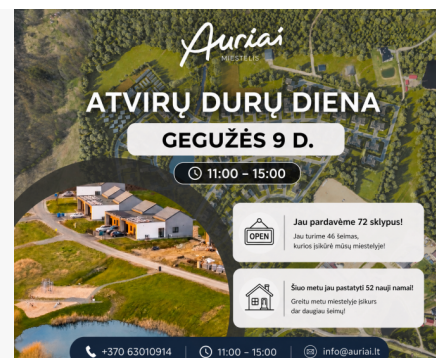 Auriai
MIESTELIS
ATVIRŲ DURŲ DIENA
GEGUŽĖS 9 D.
11:00 – 15:00
OPEN
Jau pardavėme 72 sklypus!
Jau turime 46 šeimas,
kurios įsikūrė mūsų miestelyje!
Šiuo metu jau pastatyti 52 nauji namai!
Greitu metu miestelyje įsikurs
dar daugiau šeimų!
+370 63010914 | 11:00 – 15:00 | info@auriai.lt